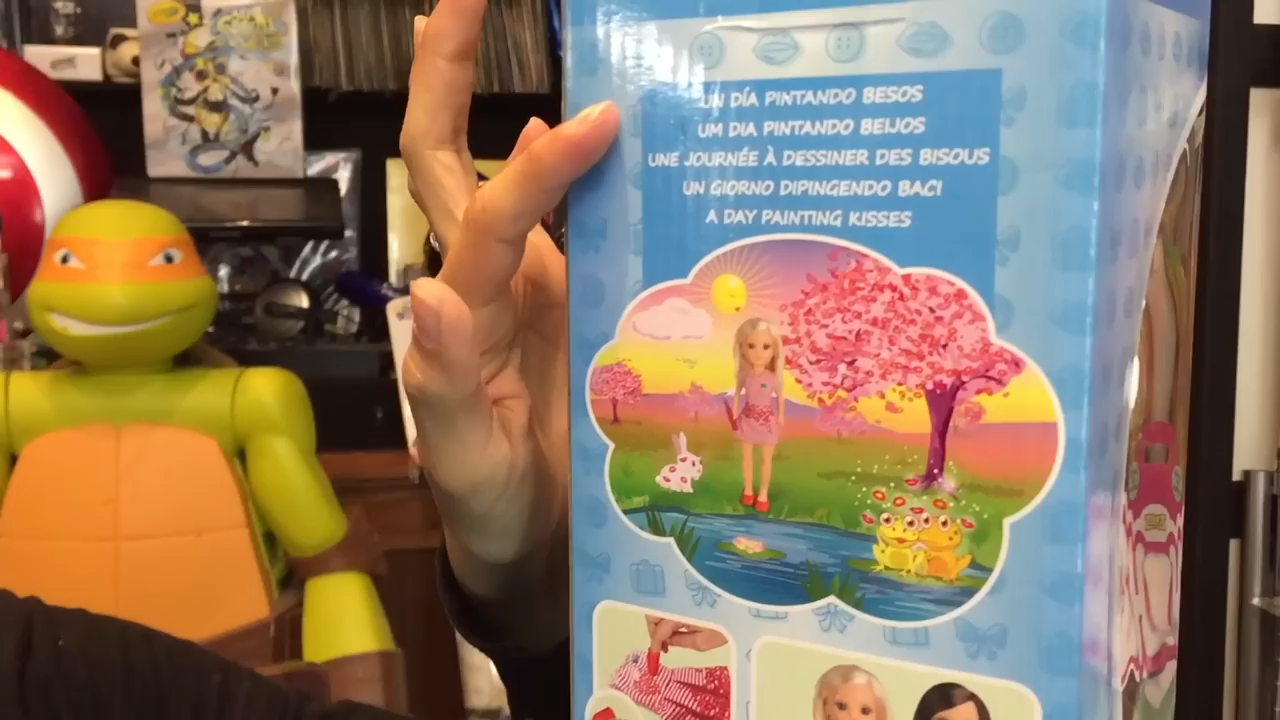 UN DÍA PINTANDO BESOS
UM DIA PINTANDO BEIJOS
UNE JOURNÉE À DESSINER DES BISOUS
UN GIORNO DIPINGENDO BACI
A DAY PAINTING KISSES